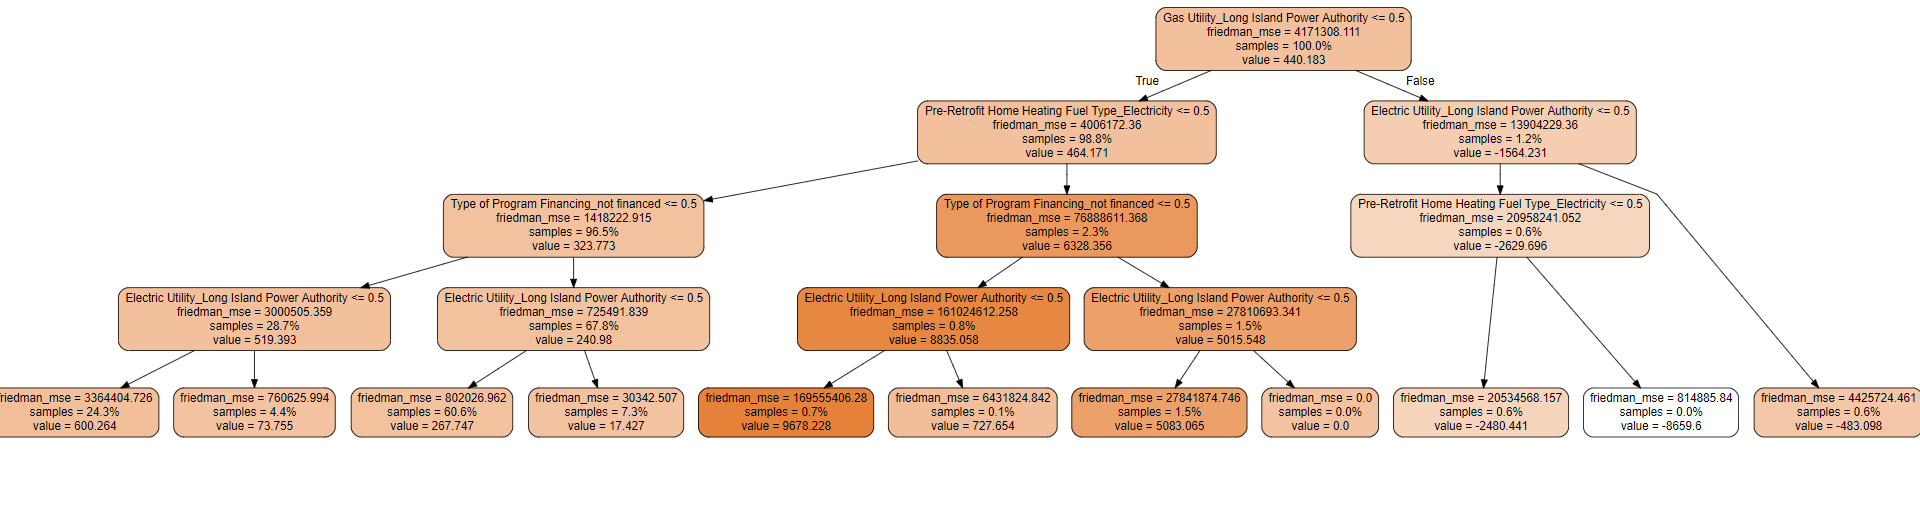 Gas Utility_Long Island Power Authority <= 0.5
friedman_mse = 4171308.111
samples = 100.0%
value = 440.183
True
False
Pre-Retrofit Home Heating Fuel Type_Electricity <= 0.5
friedman_mse = 4006172.36
samples = 98.8%
value = 464.171
Electric Utility_Long Island Power Authority <= 0.5
friedman_mse = 13904229.36
samples = 1.2%
value = -1564.231
Type of Program Financing_not financed <= 0.5
friedman_mse = 1418222.915
samples = 96.5%
value = 323.773
Type of Program Financing_not financed <= 0.5
friedman_mse = 76888611.368
samples = 2.3%
value = 6328.356
Pre-Retrofit Home Heating Fuel Type_Electricity <= 0.5
friedman_mse = 20958241.052
samples = 0.6%
value = -2629.696
Electric Utility_Long Island Power Authority <= 0.5
friedman_mse = 3000505.359
samples = 28.7%
value = 519.393
Electric Utility_Long Island Power Authority <= 0.5
friedman_mse = 725491.839
samples = 67.8%
value = 240.98
Electric Utility_Long Island Power Authority <= 0.5
friedman_mse = 161024612.258
samples = 0.8%
value = 8835.058
Electric Utility_Long Island Power Authority <= 0.5
friedman_mse = 27810693.341
samples = 1.5%
value = 5015.548
friedman_mse = 3364404.726
samples = 24.3%
value = 600.264
friedman_mse = 760625.994
samples = 4.4%
value = 73.755
friedman_mse = 802026.962
samples = 60.6%
value = 267.747
friedman_mse = 30342.507
samples = 7.3%
value = 17.427
friedman_mse = 169555406.28
samples = 0.7%
value = 9678.228
friedman_mse = 6431824.842
samples = 0.1%
value = 727.654
friedman_mse = 27841874.746
samples = 1.5%
value = 5083.065
friedman_mse = 0.0
samples = 0.0%
value = 0.0
friedman_mse = 20534568.157
samples = 0.6%
value = -2480.441
friedman_mse = 814885.84
samples = 0.0%
value = -8659.6
friedman_mse = 4425724.461
samples = 0.6%
value = -483.098